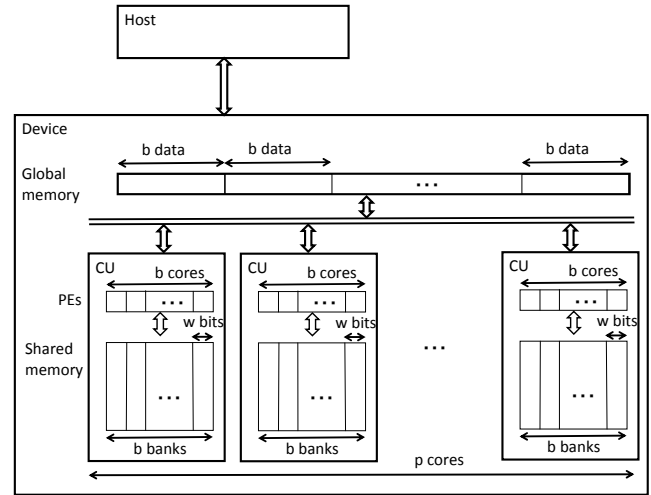 Host
Device
b data
b data
b data
Global
memory
...
CU
CU
CU
b cores
b cores
b cores
PEs
...
...
...
w bits
w bits
w bits
Shared
memory
...
...
...
...
b banks
b banks
b banks
p cores